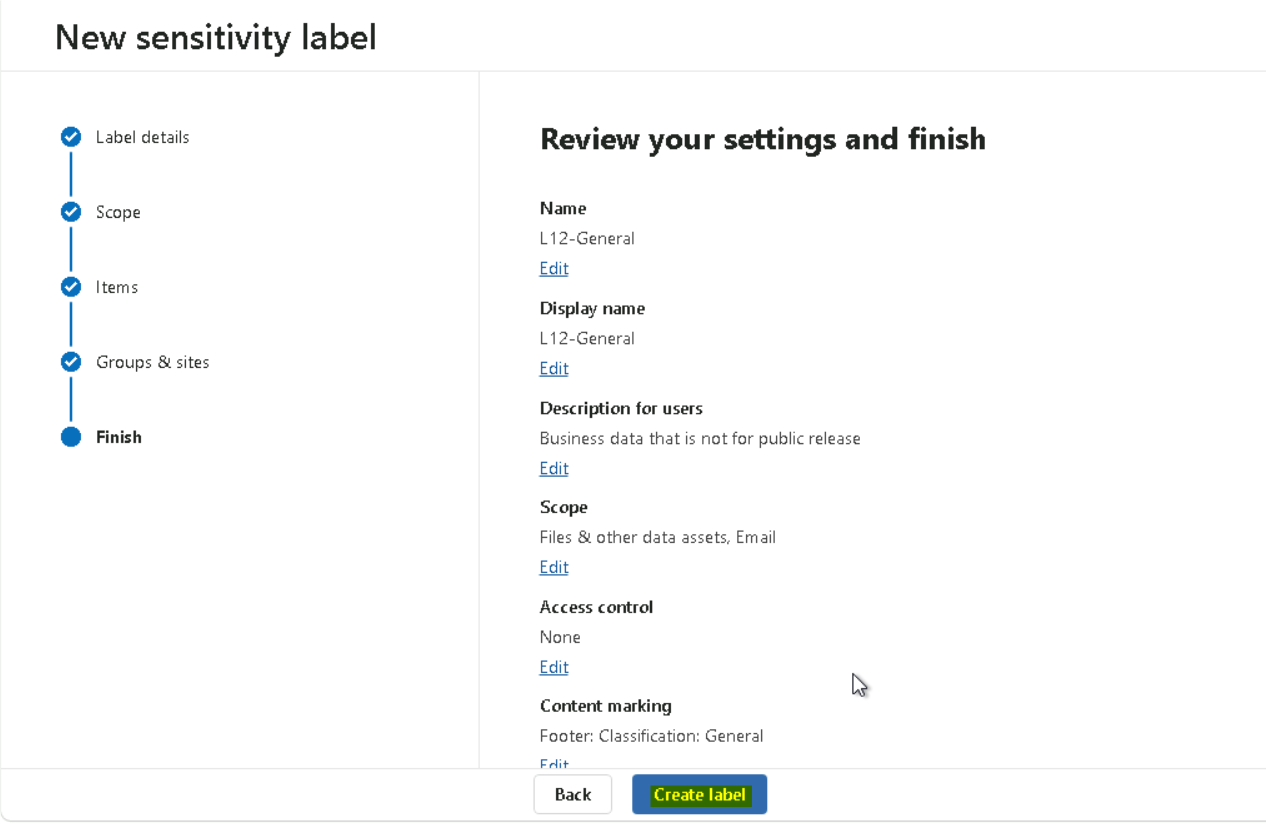 New sensitivity label
Label details
Scope
Items
Groups & sites
Finish
Review your settings and finish
Name
L12-General
Edit
Display name
L12-General
Edit
Description for users
Business data that is not for public release
Edit
Scope
Files & other data assets, Email
Edit
Access control
None
Edit
Content marking
Footer: Classification: General
Edit
Back
Create label